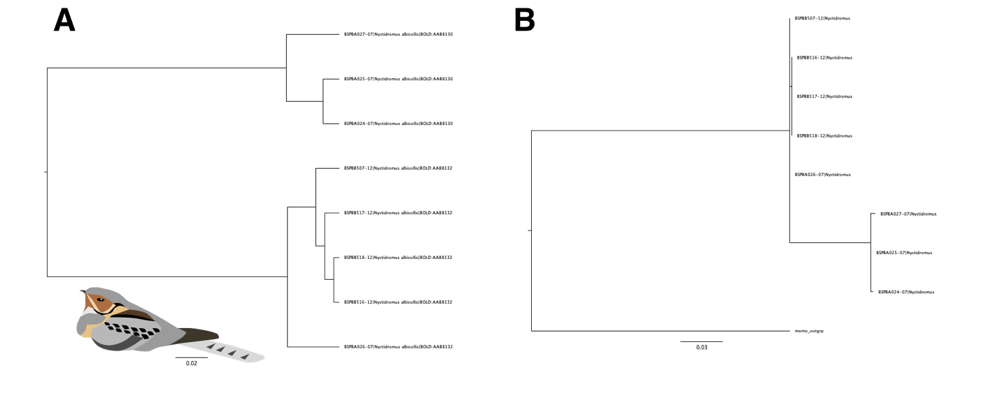 A
BSPBA027-07|Nyctidromus albicollis|BOLD:AAB8130
BSPBA025-07|Nyctidromus albicollis|BOLD:AAB8130
BSPBA024-07|Nyctidromus albicollis|BOLD:AAB8130
BSPBB507-12|Nyctidromus albicollis|BOLD:AAB8132
BSPBB517-12|Nyctidromus albicollis|BOLD:AAB8132
BSPBB518-12|Nyctidromus albicollis|BOLD:AAB8132
BSPBB516-12|Nyctidromus albicollis|BOLD:AAB8132
BSPBA026-07|Nyctidromus albicollis|BOLD:AAB8132
0.02
B
BSPBB507-12|Nyctidromus
BSPBB516-12|Nyctidromus
BSPBB517-12|Nyctidromus
BSPBB518-12|Nyctidromus
BSPBA026-07|Nyctidromus
BSPBA027-07|Nyctidromus
BSPBA025-07|Nyctidromus
BSPBA024-07|Nyctidromus
momo_outgrp
0.03